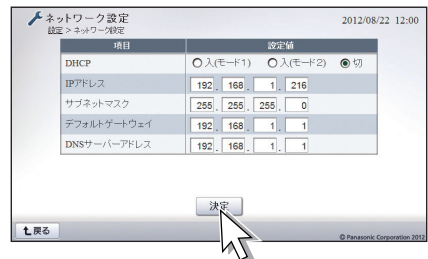 ネットワーク設定 2012/08/22 12:00
設定 > ネットワーク設定
項目 設定値
DHCP 入(モード1) 入(モード2) 切
IPアドレス 192. 168. 1. 216
サブネットマスク 255. 255. 255. 0
デフォルトゲートウェイ 192. 168. 1. 1
DNSサーバーアドレス 192. 168. 1. 1
決定
戻る © Panasonic Corporation 2012